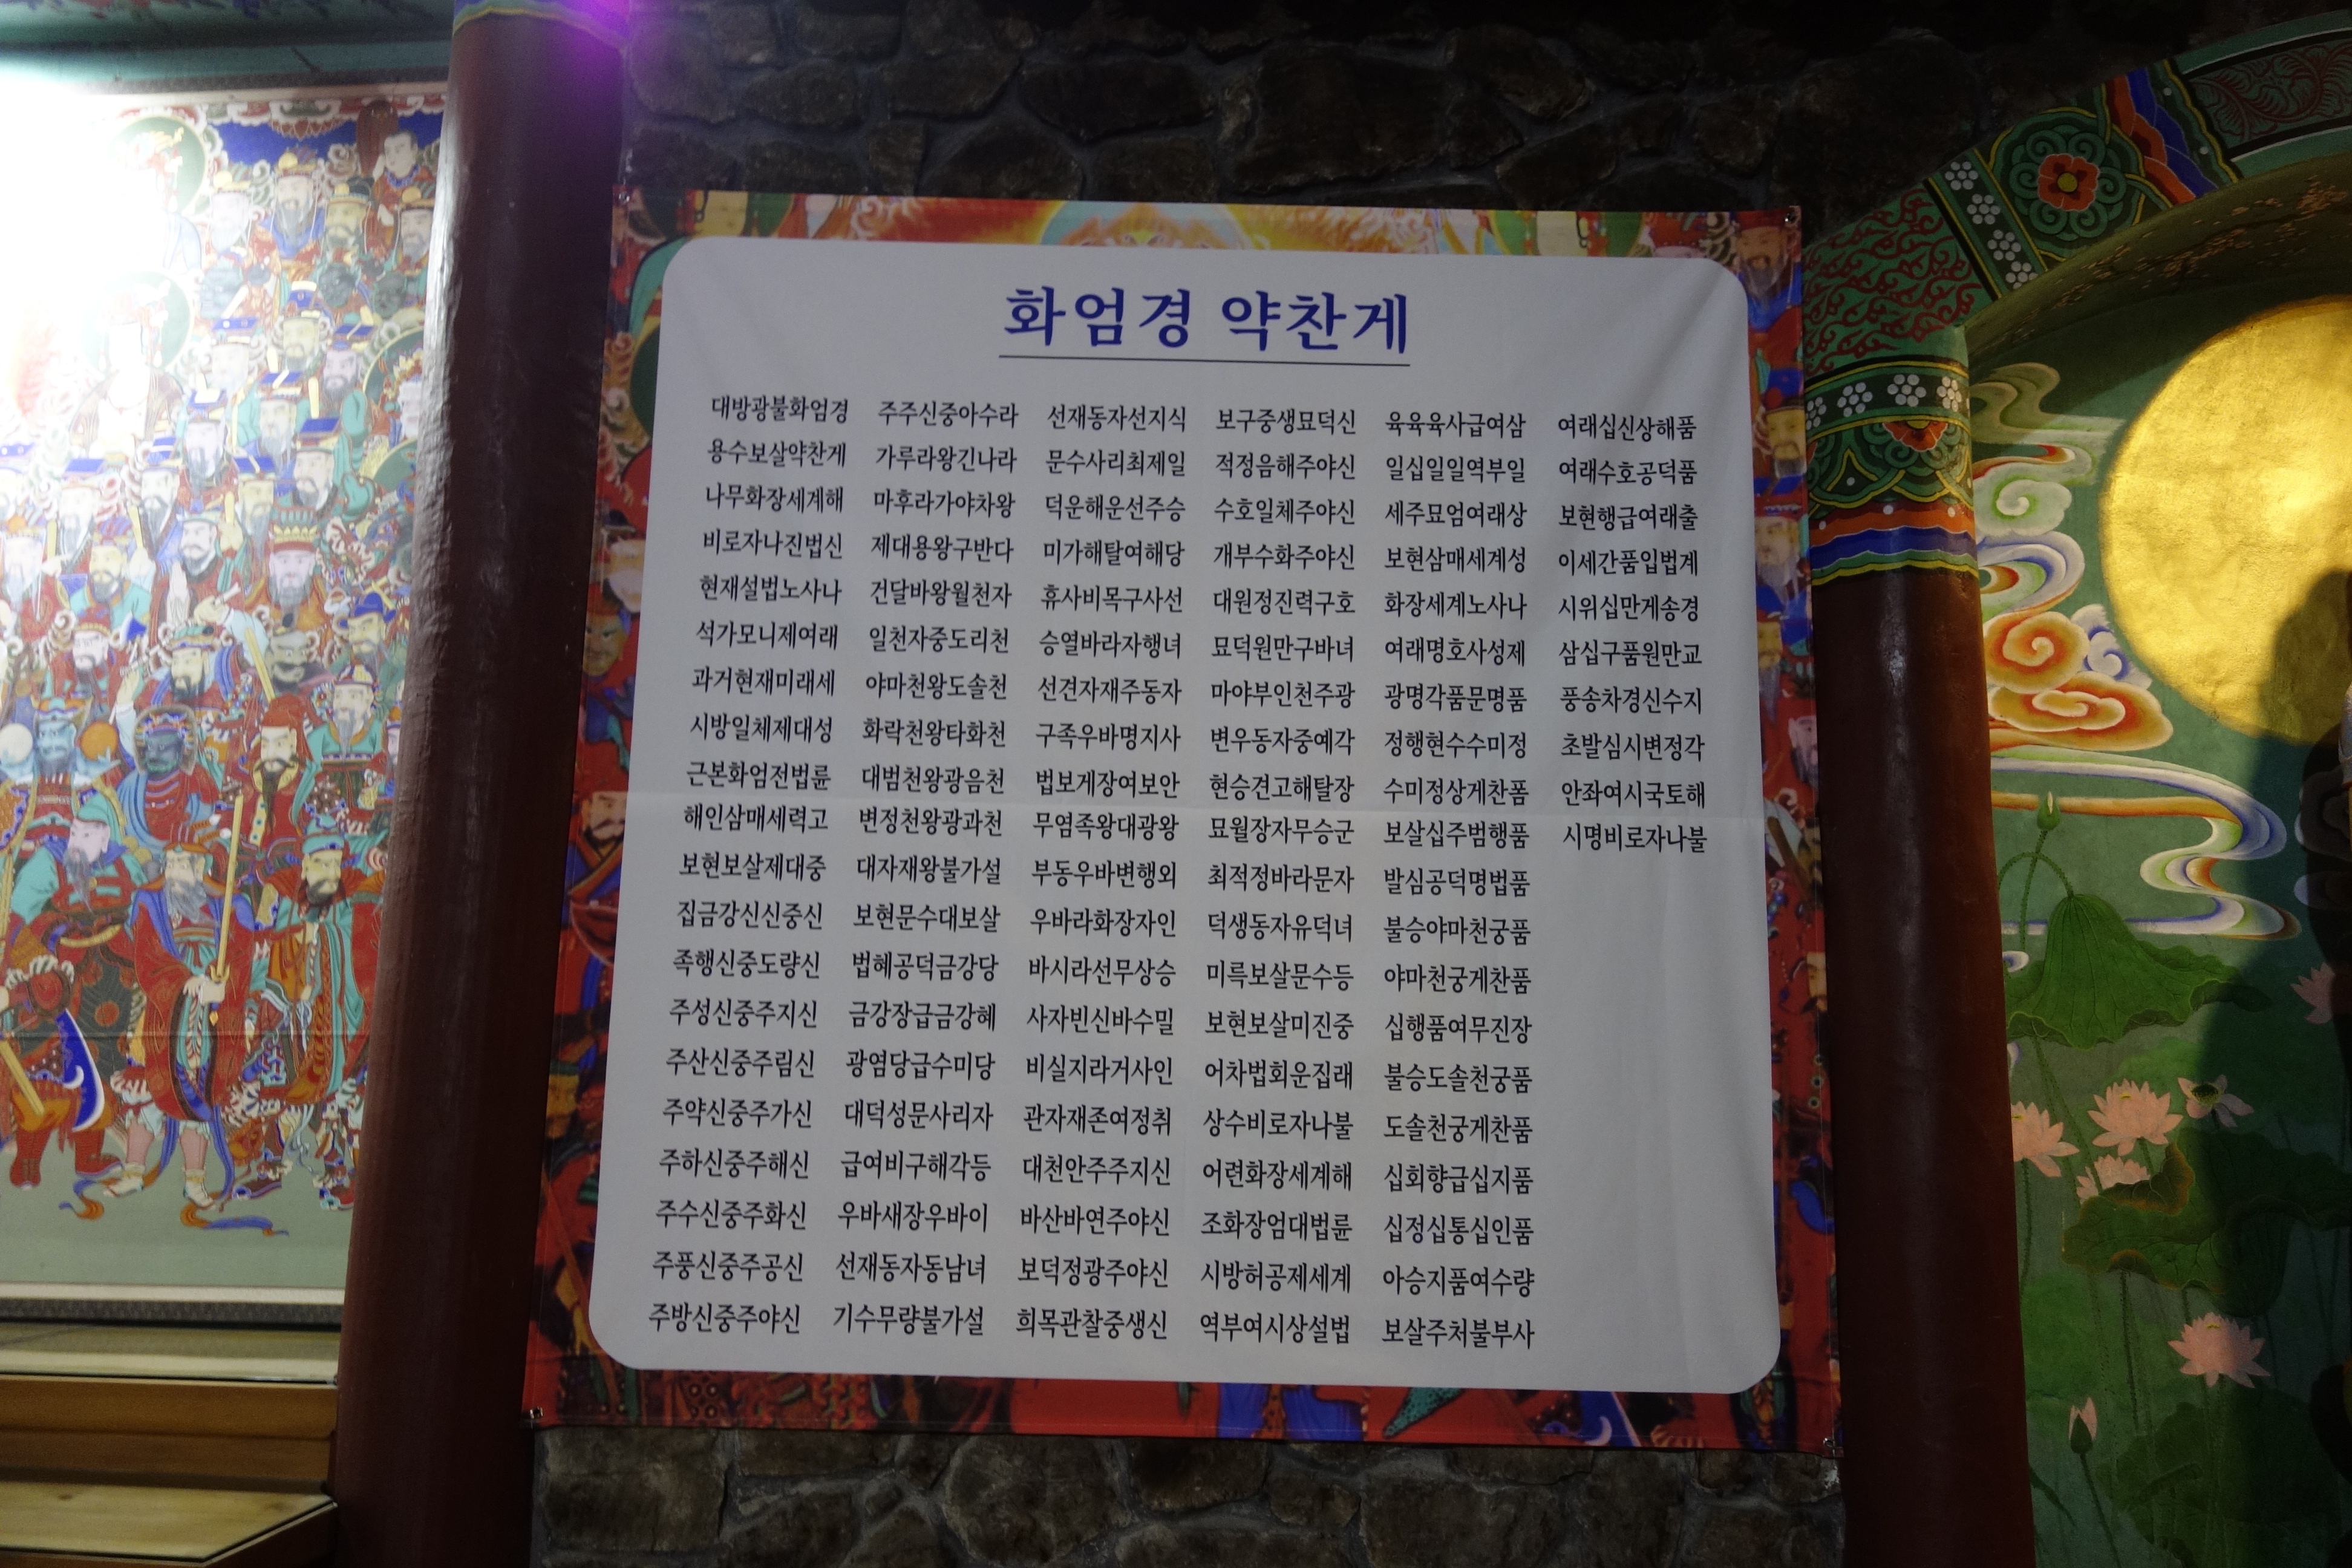 화엄경 약찬게
대방광불화엄경
용수보살약찬게
나무화장세계해
비로자나진법신
현재설법노사나
석가모니제여래
과거현재미래세
시방일체제대성
근본화엄전법륜
해인삼매세력고
보현보살제대중
집금강신신중신
족행신중도량신
주성신중주지신
주산신중주림신
주약신중주가신
주하신중주해신
주수신중주화신
주풍신중주공신
주방신중주야신
주주신중아수라
가루라왕긴나라
마후라가야차왕
제대용왕구반다
건달바왕월천자
일천자중도리천
야마천왕도솔천
화락천왕타화천
대범천왕광음천
변정천왕광과천
대자재왕불가설
보현문수대보살
법혜공덕금강당
금강장급금강혜
광염당급수미당
대덕성문사리자
급여비구해각등
우바새장우바이
선재동자동남녀
기수무량불가설
선재동자선지식
문수사리최제일
덕운해운선주승
미가해탈여해당
휴사비목구사선
승열바라자행녀
선견자재주동자
구족우바명지사
법보게장여보안
무염족왕대광왕
부동우바변행외
우바라화장자인
바시라선무상승
사자빈신바수밀
비실지라거사인
관자재존여정취
대천안주주지신
바산바연주야신
보덕정광주야신
희목관찰중생신
보구중생묘덕신
적정음해주야신
수호일체주야신
개부수화주야신
대원정진력구호
묘덕원만구바녀
마야부인천주광
변우동자중예각
현승견고해탈장
묘월장자무승군
최적정바라문자
덕생동자유덕녀
미륵보살문수등
보현보살미진중
어차법회운집래
상수비로자나불
어련화장세계해
조화장엄대법륜
시방허공제세계
역부여시상설법
육육육사급여삼
일십일일역부일
세주묘엄여래상
보현삼매세계성
화장세계노사나
여래명호사성제
광명각품문명품
정행현수수미정
수미정상게찬품
보살십주범행품
발심공덕명법품
불승야마천궁품
야마천궁게찬품
십행품여무진장
불승도솔천궁품
도솔천궁게찬품
십회향급십지품
십정십통십인품
아승지품여수량
보살주처불부사
여래십신상해품
여래수호공덕품
보현행급여래출
이세간품입법계
시위십만게송경
삼십구품원만교
풍송차경신수지
초발심시변정각
안좌여시국토해
시명비로자나불